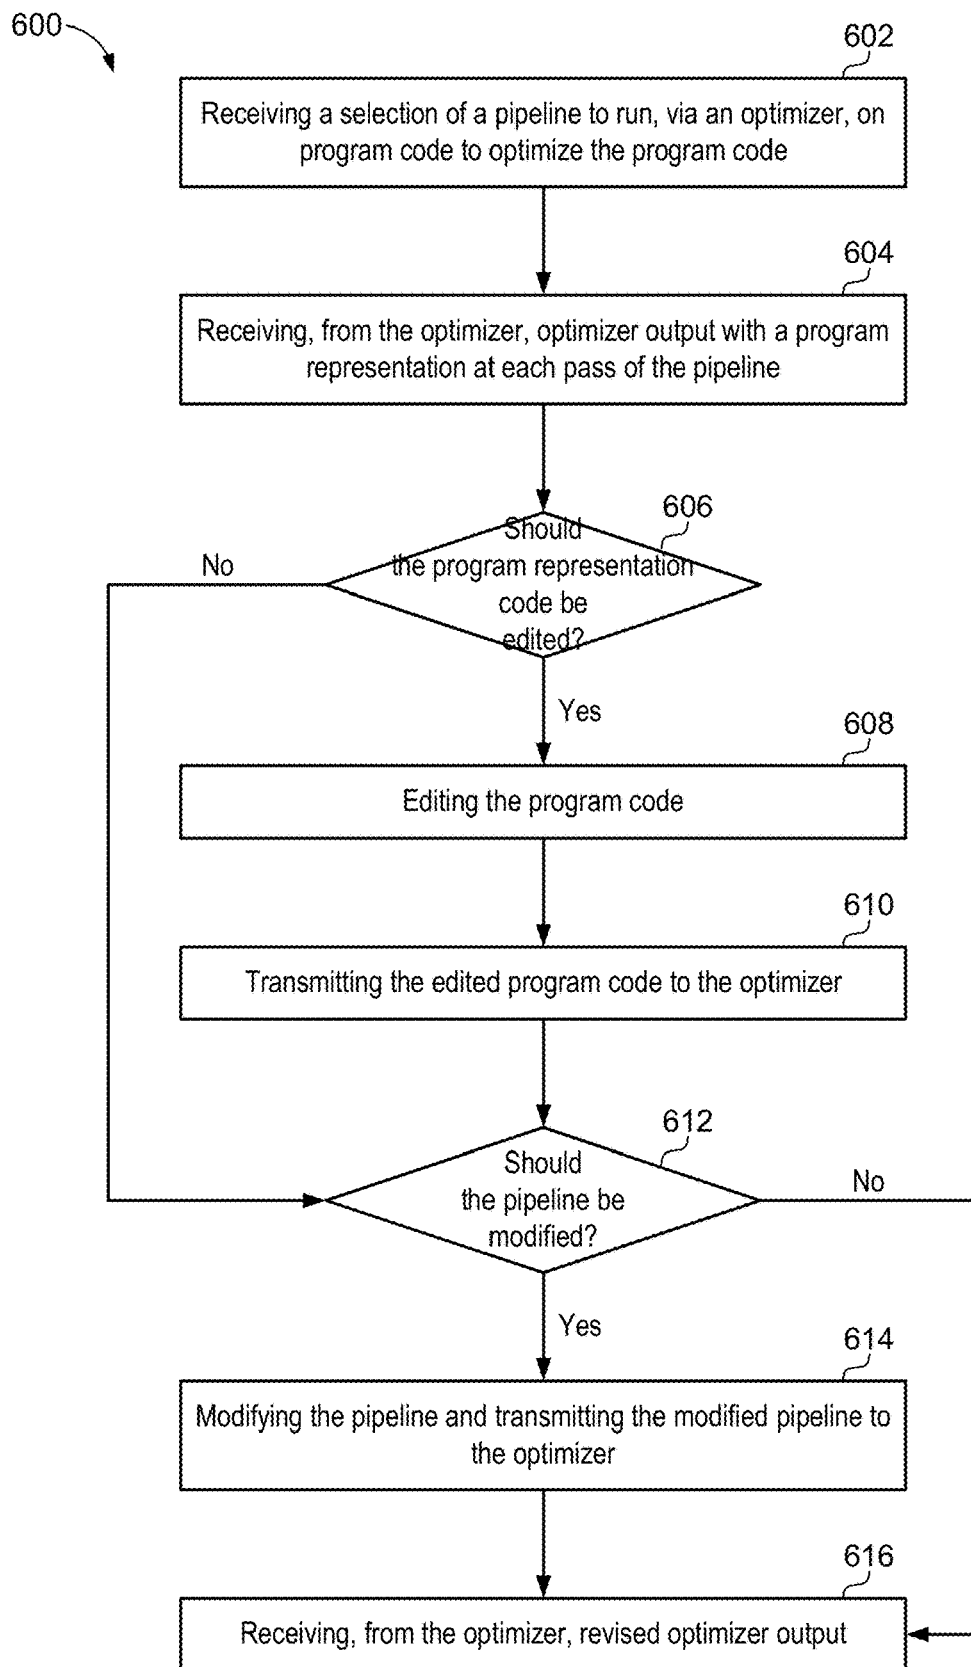 600
602
Receiving a selection of a pipeline to run, via an optimizer, on
program code to optimize the program code
604
Receiving, from the optimizer, optimizer output with a program
representation at each pass of the pipeline
606
Should
the program representation
code be
edited?
No
Yes
608
Editing the program code
610
Transmitting the edited program code to the optimizer
612
Should
the pipeline be
modified?
No
Yes
614
Modifying the pipeline and transmitting the modified pipeline to
the optimizer
616
Receiving, from the optimizer, revised optimizer output